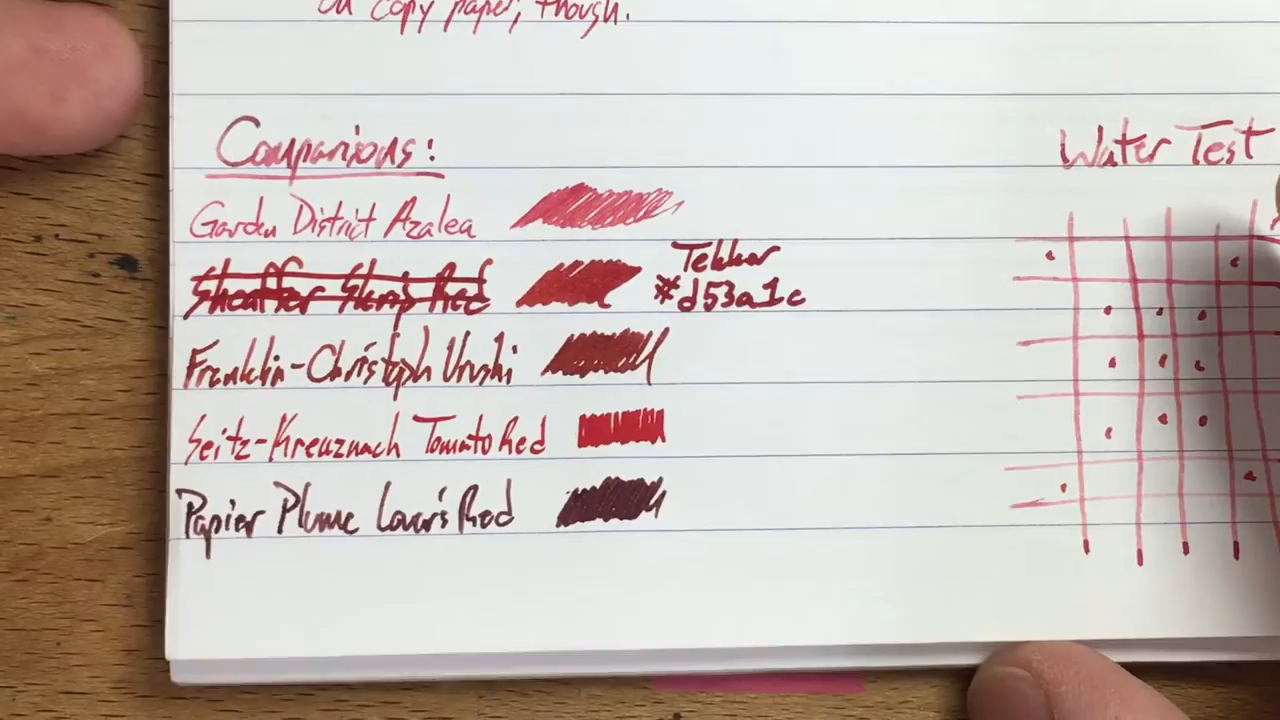 on copy paper, though.
Companions:
Water Test
Garden District Azalea
Sheaffer Skrip Red
Tekker
#d53a1c
Franklin-Christoph Urushi
Seitz-Kreuznach Tomato Red
Papier Plume Lover's Red